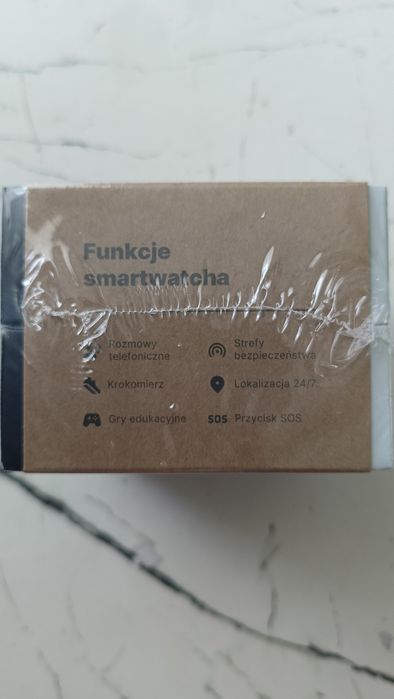 Funkcje
smartwatcha
Rozmowy
telefoniczne
Strefy
bezpieczeństwa
Krokomierz
Lokalizacja 24/7
Gry edukacyjne
SOS Przycisk SOS